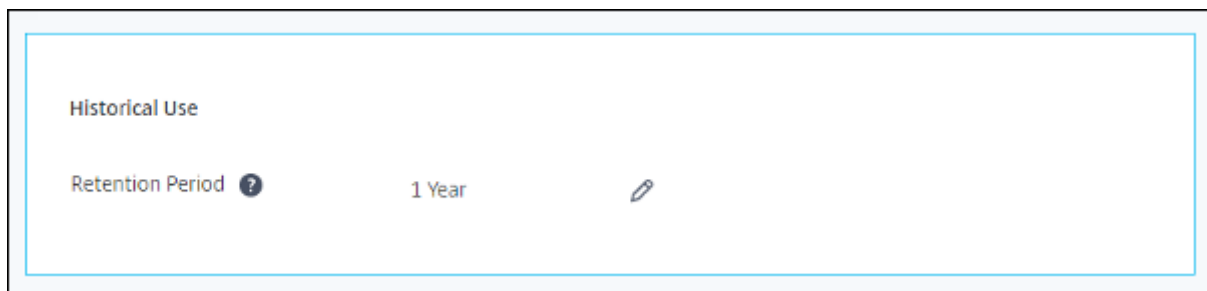 Historical Use
Retention Period ? 1 Year